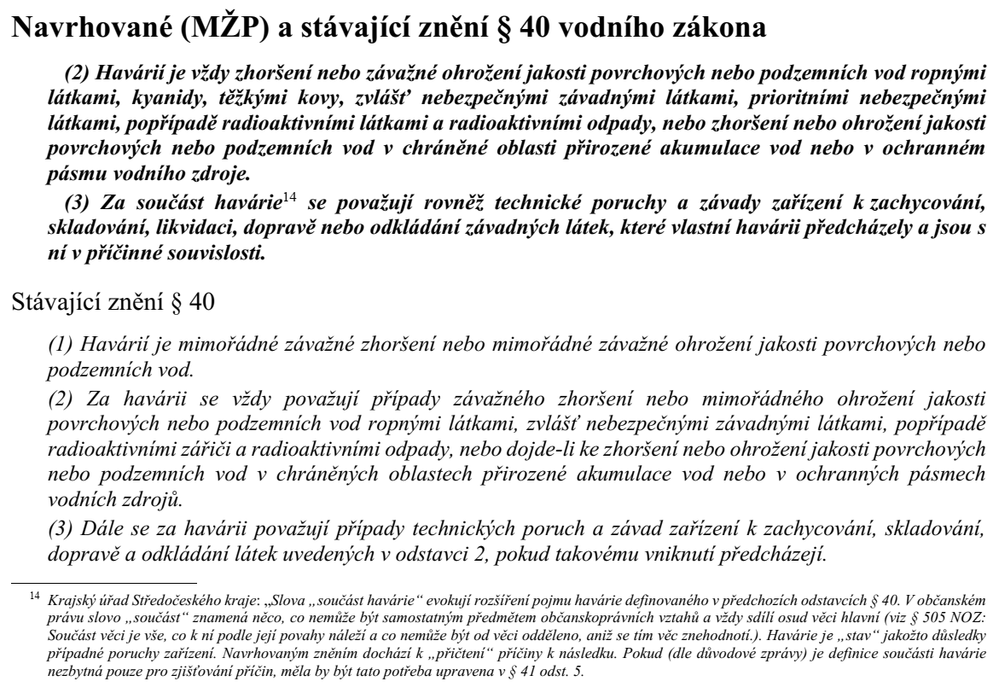 Navrhované (MŽP) a stávající znění § 40 vodního zákona
(2) Havárií je vždy zhoršení nebo závažné ohrožení jakosti povrchových nebo podzemních vod ropnými
látkami, kyanidy, těžkými kovy, zvlášť nebezpečnými závadnými látkami, prioritními nebezpečnými
látkami, popřípadě radioaktivními látkami a radioaktivními odpady, nebo zhoršení nebo ohrožení jakosti
povrchových nebo podzemních vod v chráněné oblasti přirozené akumulace vod nebo v ochranném
pásmu vodního zdroje.
(3) Za součást havárie14 se považují rovněž technické poruchy a závady zařízení k zachycování,
skladování, likvidaci, dopravě nebo odkládání závadných látek, které vlastní havárii předcházely a jsou s
ní v příčinné souvislosti.
Stávající znění § 40
(1) Havárií je mimořádné závažné zhoršení nebo mimořádné závažné ohrožení jakosti povrchových nebo
podzemních vod.
(2) Za havárii se vždy považují případy závažného zhoršení nebo mimořádného ohrožení jakosti
povrchových nebo podzemních vod ropnými látkami, zvlášť nebezpečnými závadnými látkami, popřípadě
radioaktivními zářiči a radioaktivními odpady, nebo dojde-li ke zhoršení nebo ohrožení jakosti povrchových
nebo podzemních vod v chráněných oblastech přirozené akumulace vod nebo v ochranných pásmech
vodních zdrojů.
(3) Dále se za havárii považují případy technických poruch a závad zařízení k zachycování, skladování,
dopravě a odkládání látek uvedených v odstavci 2, pokud takovému vniknutí předcházejí.
14 Krajský úřad Středočeského kraje: „Slova „součást havárie“ evokují rozšíření pojmu havárie definovaného v předchozích odstavcích § 40. V občanském
právu slovo „součást“ znamená něco, co nemůže být samostatným předmětem občanskoprávních vztahů a vždy sdílí osud věci hlavní (viz § 505 NOZ:
Součást věci je vše, co k ní podle její povahy náleží a co nemůže být od věci odděleno, aniž se tím věc znehodnotí.). Havárie je „stav“ jakožto důsledky
případné poruchy zařízení. Navrhovaným zněním dochází k „přičtení“ příčiny k následku. Pokud (dle důvodové zprávy) je definice součásti havárie
nezbytná pouze pro zjišťování příčin, měla by být tato potřeba upravena v § 41 odst. 5.